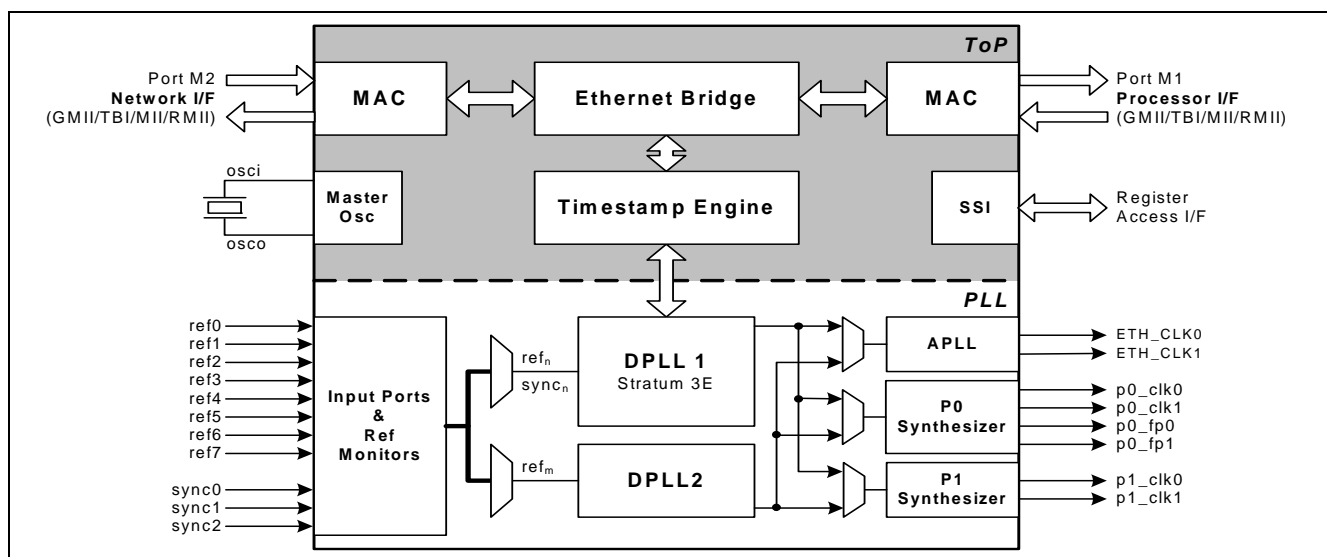 ToP
Port M2
Network I/F
(GMII/TBI/MII/RMII)
MAC
Ethernet Bridge
MAC
Port M1
Processor I/F
(GMII/TBI/MII/RMII)
osci
osco
Master
Osc
Timestamp Engine
SSI
Register
Access I/F
PLL
ref0
ref1
ref2
ref3
ref4
ref5
ref6
ref7
sync0
sync1
sync2
Input Ports
&
Ref
Monitors
refn
syncn
refm
DPLL 1
Stratum 3E
DPLL2
APLL
P0
Synthesizer
P1
Synthesizer
ETH_CLK0
ETH_CLK1
p0_clk0
p0_clk1
p0_fp0
p0_fp1
p1_clk0
p1_clk1